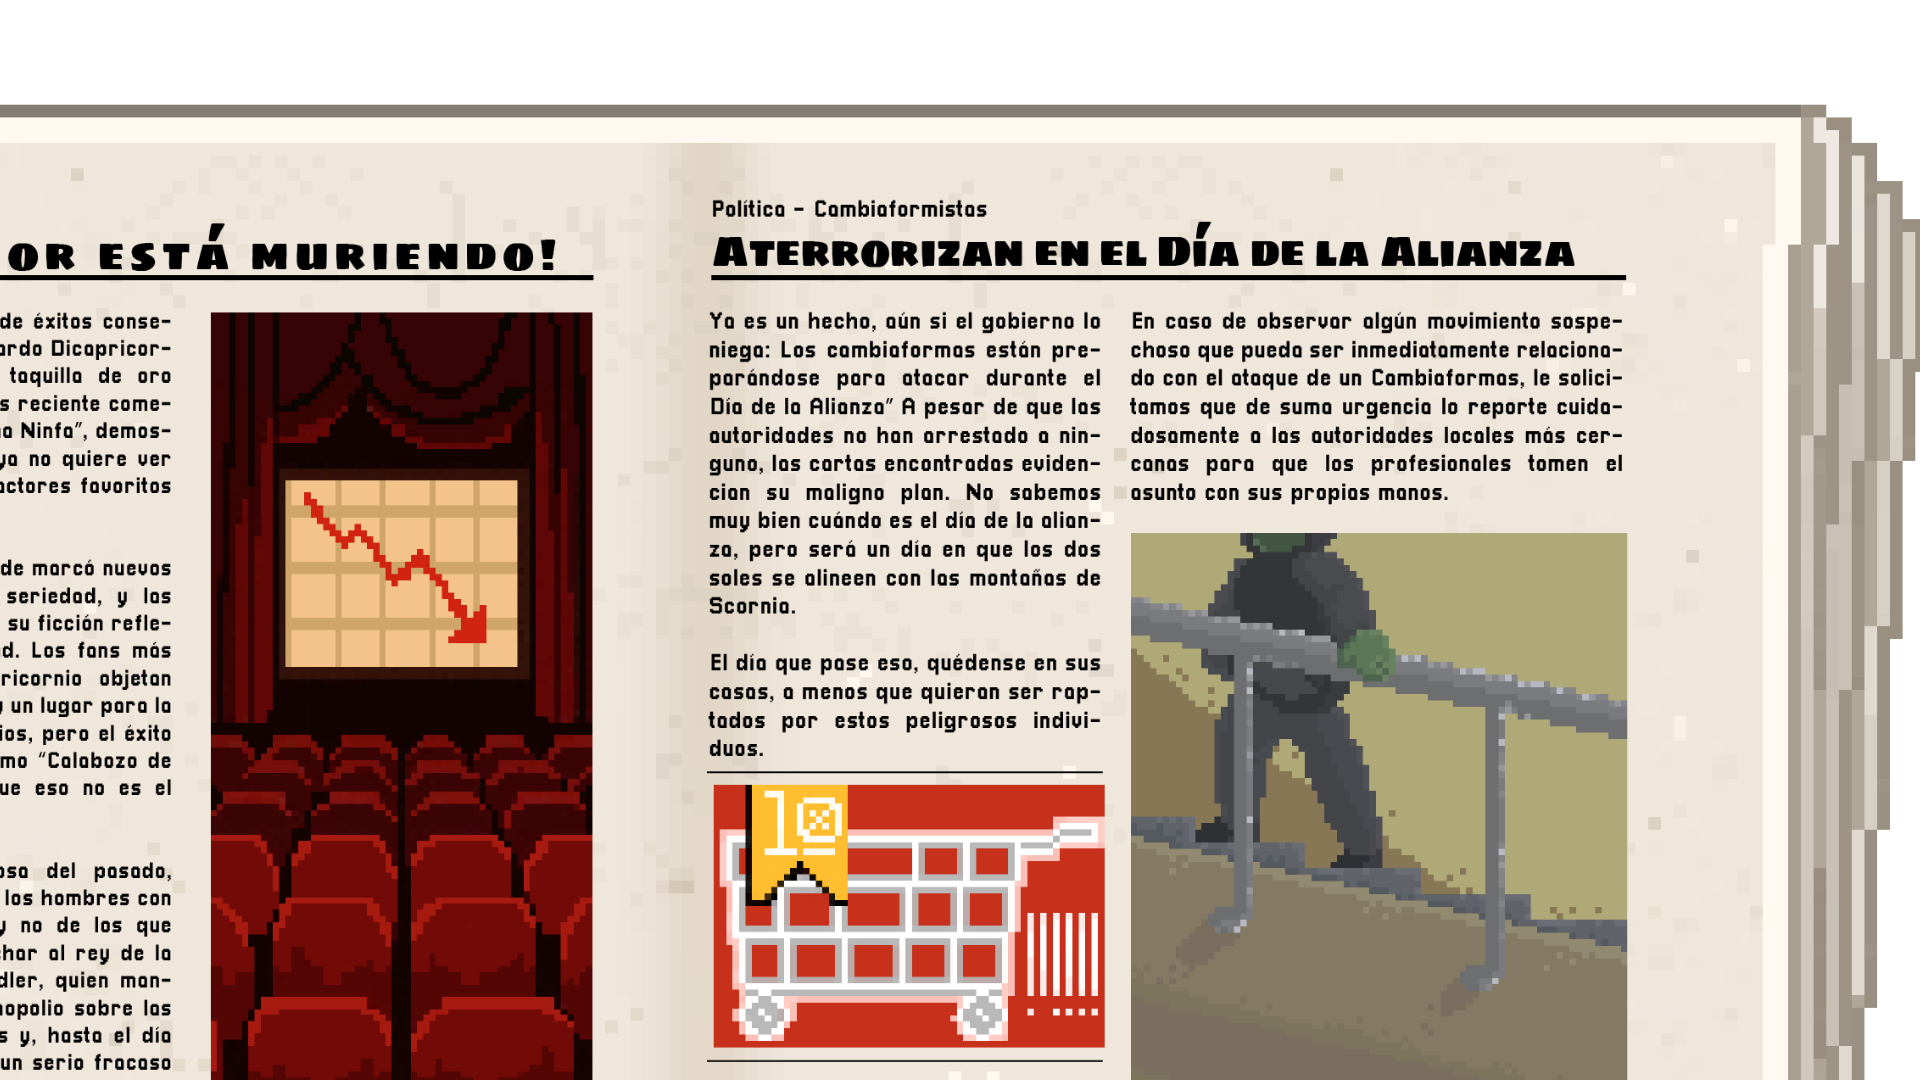 OR ESTÁ MURIENDO!
de éxitos conse-
ardo Dicapricor-
taquilla de oro
s reciente come-
a Ninfa", demos-
ya no quiere ver
actores favoritos
de marcó nuevos
seriedad, y las
su ficción refle-
d. Los fans más
ricornio objetan
y un lugar para la
ios, pero el éxito
mo "Calabozo de
ue eso no es el
osa del pasado,
los hombres con
y no de los que
char al rey de la
dler, quien man-
nopolio sobre las
s y, hasta el día
un serio fracaso
Política - Cambiaformistas
Aterrorizan en el Día de la Alianza
Ya es un hecho, aún si el gobierno lo
niega: Los cambiaformas están pre-
parándose para atacar durante el
Día de la Alianza" A pesar de que las
autoridades no han arrestado a nin-
guno, las cartas encontradas eviden-
cian su maligno plan. No sabemos
muy bien cuándo es el día de la alian-
za, pero será un día en que los dos
soles se alineen con las montañas de
Scornia.
El día que pase eso, quédense en sus
casas, a menos que quieran ser rap-
tados por estos peligrosos indivi-
duos.
10
En caso de observar algún movimiento sospe-
choso que pueda ser inmediatamente relaciona-
do con el ataque de un Cambiaformas, le solici-
tamos que de suma urgencia lo reporte cuida-
dosamente a las autoridades locales más cer-
canas para que los profesionales tomen el
asunto con sus propias manos.